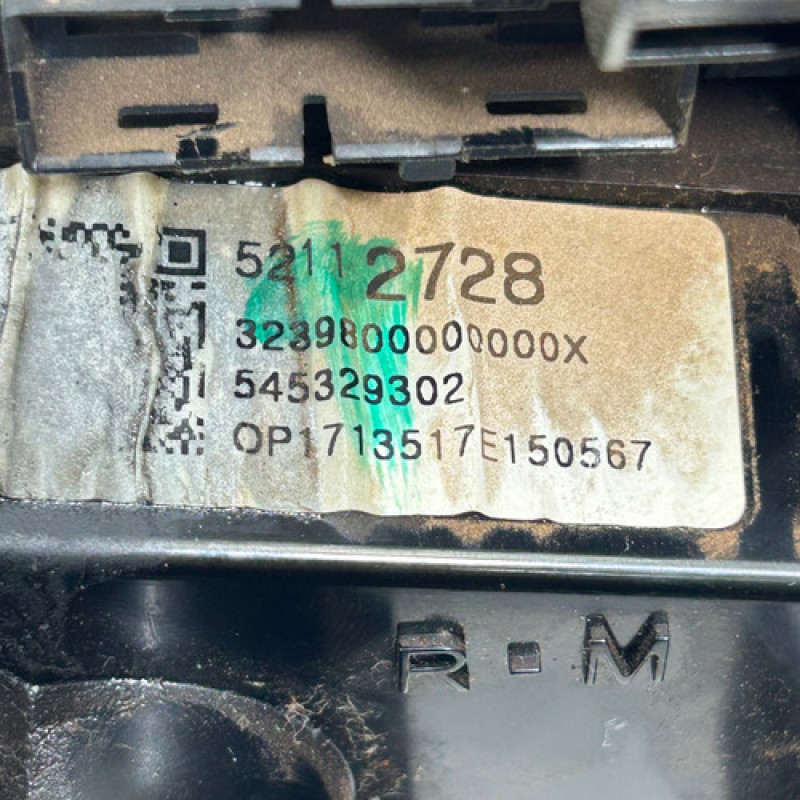 52112728
3239800000000X
545329302
OP1713517E150567
R·M